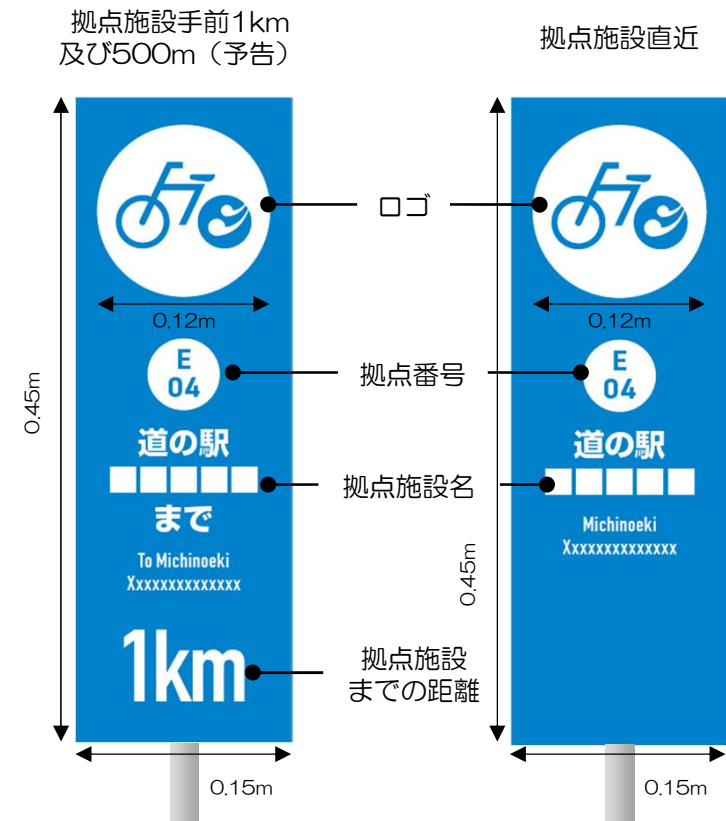 拠点施設手前1km
及び500m（予告）
拠点施設直近
ロゴ
0.12m
0.12m
E
04
拠点番号
E
04
0.45m
道の駅
□□□□□
まで
拠点施設名
道の駅
□□□□□
To Michinoeki
Xxxxxxxxxxxxxx
Michinoeki
Xxxxxxxxxxxxxx
0.45m
1km
拠点施設
までの距離
0.15m
0.15m